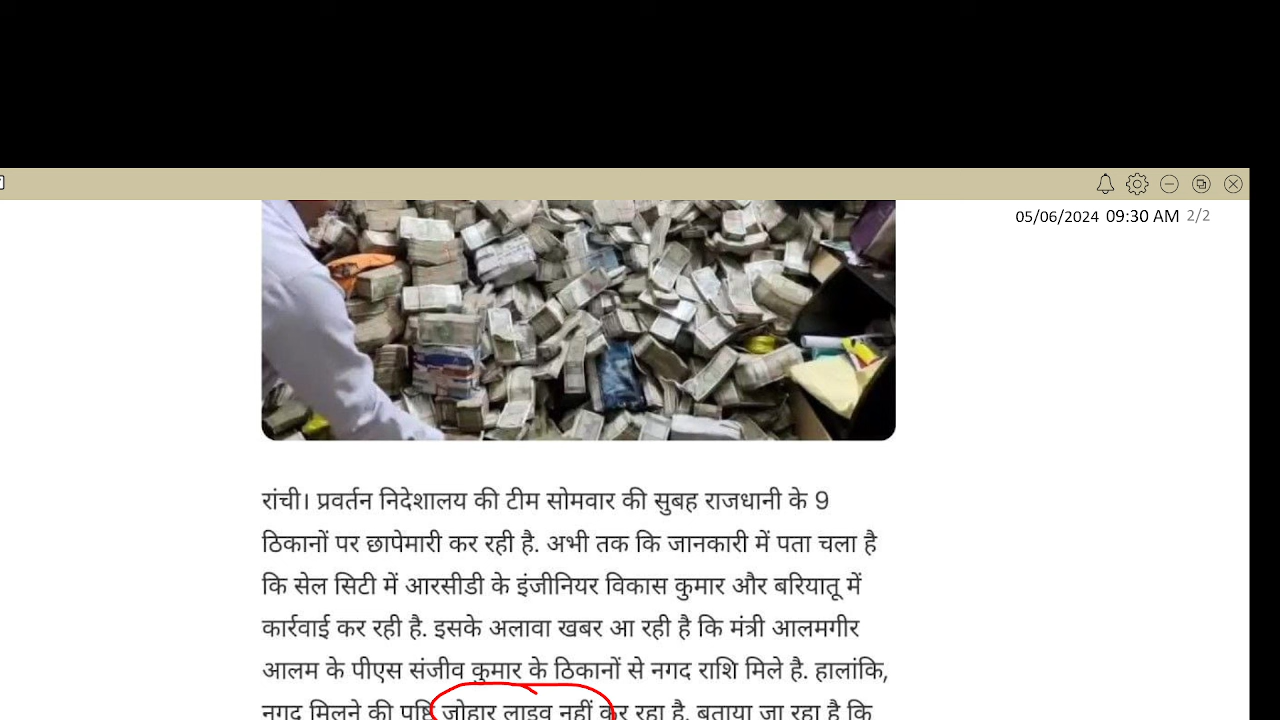 05/06/2024 09:30 AM 2/2
रांची। प्रवर्तन निदेशालय की टीम सोमवार की सुबह राजधानी के 9
ठिकानों पर छापेमारी कर रही है. अभी तक कि जानकारी में पता चला है
कि सेल सिटी में आरसीडी के इंजीनियर विकास कुमार और बरियातू में
कार्रवाई कर रही है. इसके अलावा खबर आ रही है कि मंत्री आलमगीर
आलम के पीएस संजीव कुमार के ठिकानों से नगद राशि मिले है. हालांकि,
नगद मिलने की पुष्टि जोहार लाइव नहीं कर रहा है. बताया जा रहा है कि